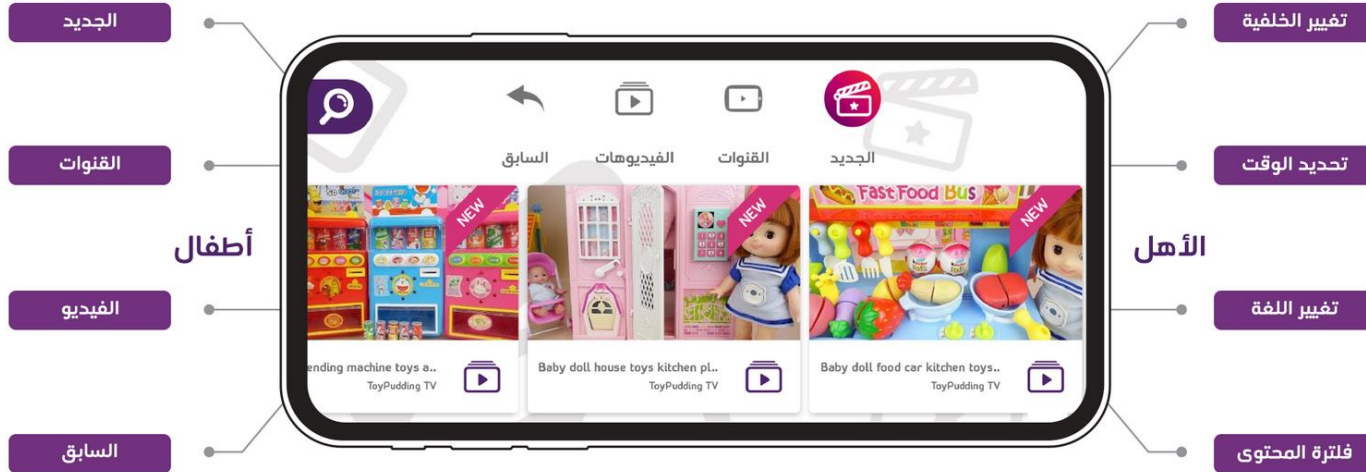 تغيير الخلفية
الجديد
الجديد
القنوات
الفيديوهات
السابق
تحديد الوقت
القنوات
الأهل
أطفال
Fast Food Bus
NEW
NEW
NEW
تغيير اللغة
الفيديو
Baby doll food car kitchen toys..
ToyPudding TV
Baby doll house toys kitchen pl..
ToyPudding TV
ending machine toys a..
ToyPudding TV
فلترة المحتوى
السابق